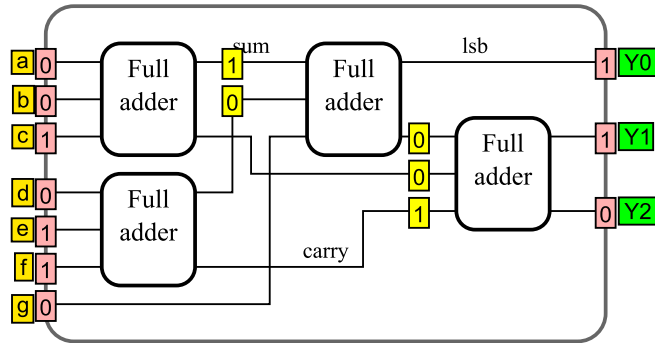 a 0 Full adder 1 sum Full adder lsb 1 Y0
b 0 0
c 1 0 Full adder 1 Y1
0
d 0 Full adder
e 1 1 0 Y2
f 1 carry
g 0